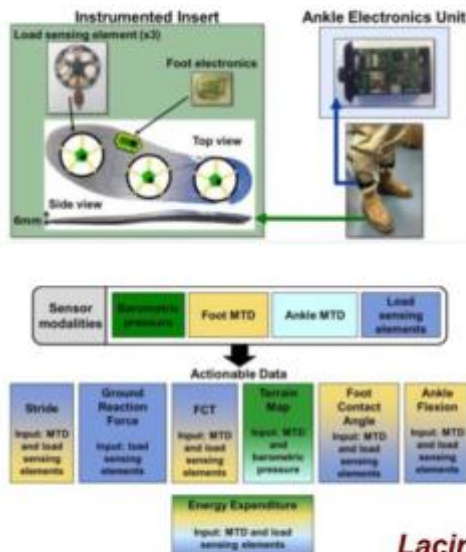 Instrumented Insert
Ankle Electronics Unit
Load sensing element (x3)
Foot electronics
Top view
Side view
6mm
Sensor modalities
Barometric pressure
Foot MTD
Ankle MTD
Load sensing elements
Actionable Data
Stride
Input: MTD
and load
sensing
elements
Ground
Reaction
Force
Input: load
sensing
elements
FCT
Input: MTD
and load
sensing
elements
Terrain
Map
Input: MTD
and
barometric
pressure
Foot
Contact
Angle
Input: MTD
and load
sensing
elements
Ankle
Flexion
Input: MTD
and load
sensing
elements
Energy Expenditure
Input: MTD and load
sensing elements
Lacir